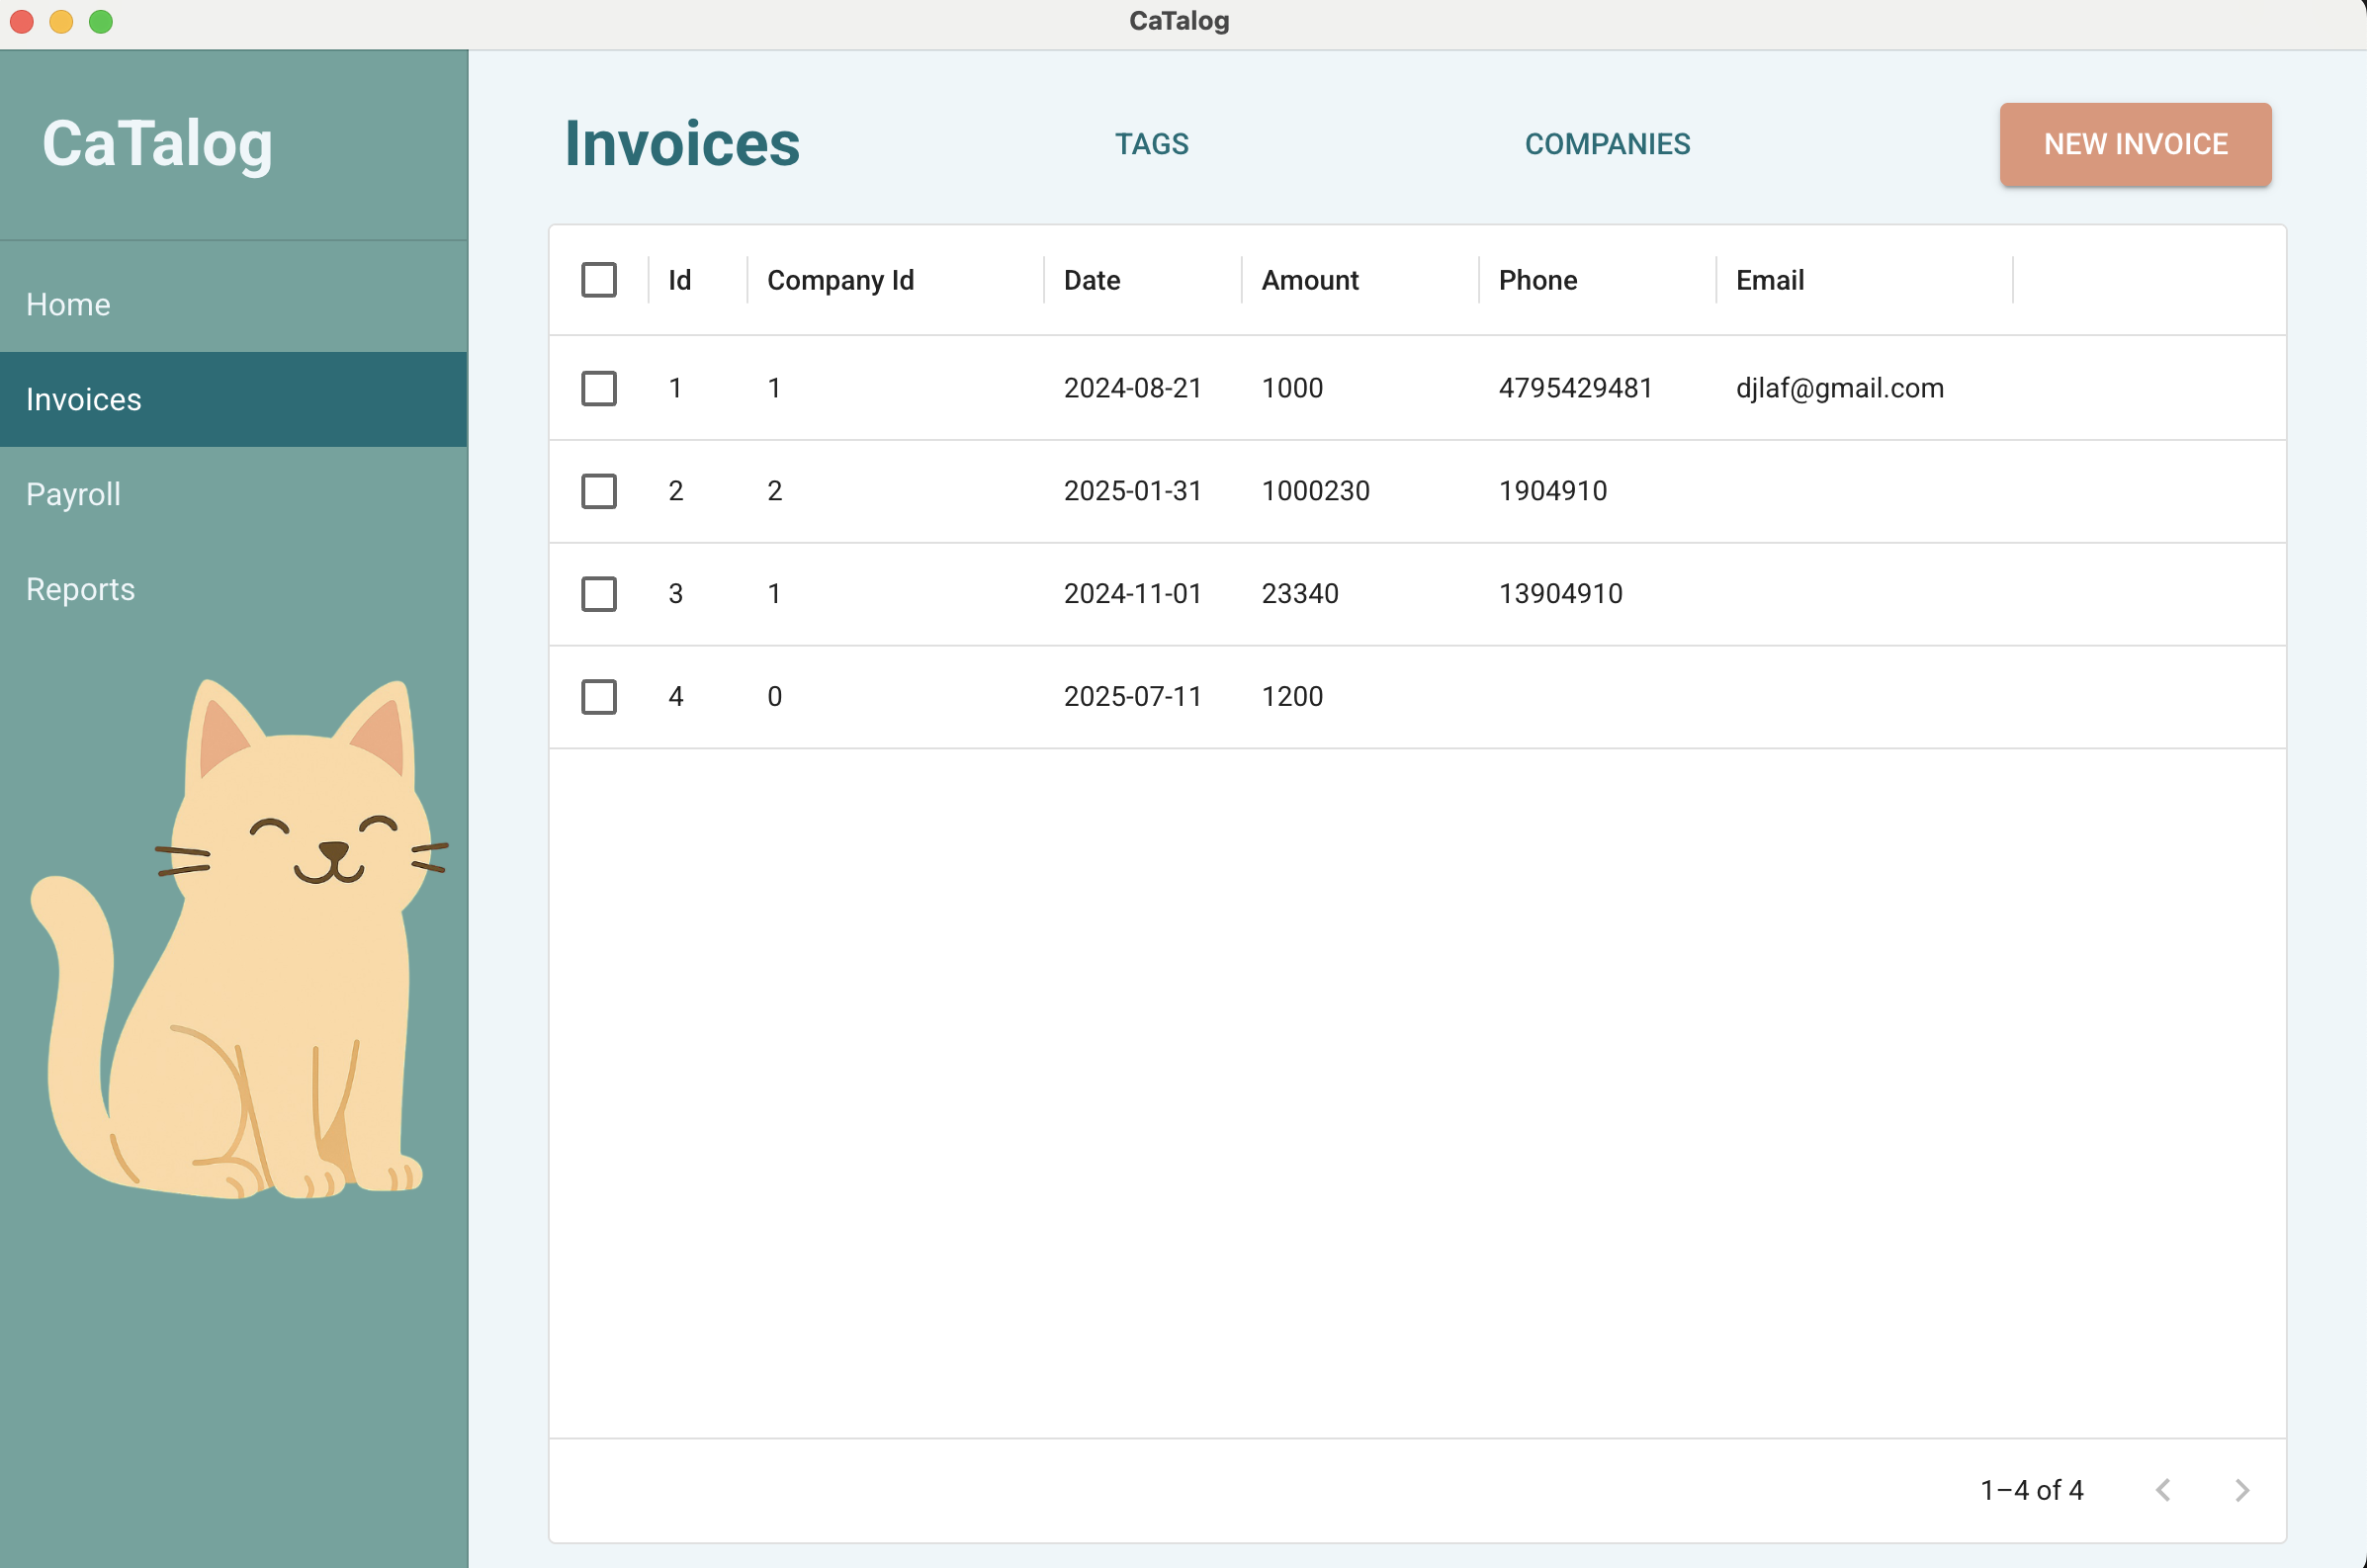 CaTalog
CaTalog
Home
Invoices
Payroll
Reports
Invoices TAGS COMPANIES NEW INVOICE
Id Company Id Date Amount Phone Email
1 1 2024-08-21 1000 4795429481 djlaf@gmail.com
2 2 2025-01-31 1000230 1904910
3 1 2024-11-01 23340 13904910
4 0 2025-07-11 1200
1–4 of 4